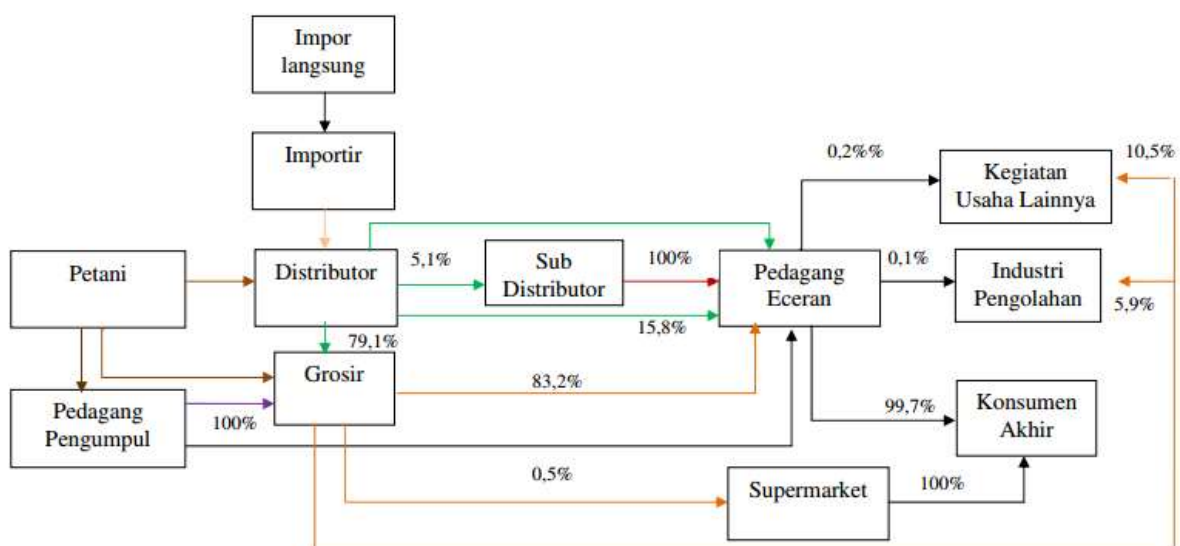 Impor
langsung
Importir
0,2%%
Kegiatan
Usaha Lainnya
10,5%
Petani
Distributor
5,1%
Sub
Distributor
100%
Pedagang
Eceran
0,1%
Industri
Pengolahan
5,9%
15,8%
79,1%
Grosir
83,2%
Pedagang
Pengumpul
100%
99,7%
Konsumen
Akhir
0,5%
Supermarket
100%